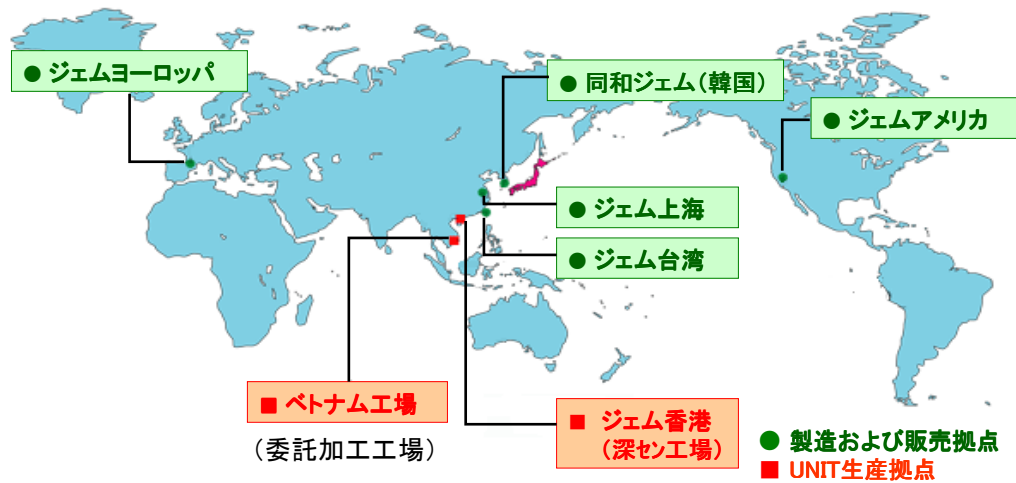 ● ジェムヨーロッパ
● 同和ジェム（韓国）
● ジェムアメリカ
● ジェム上海
● ジェム台湾
■ ベトナム工場
（委託加工工場）
■ ジェム香港
（深セン工場）
● 製造および販売拠点
■ UNIT生産拠点